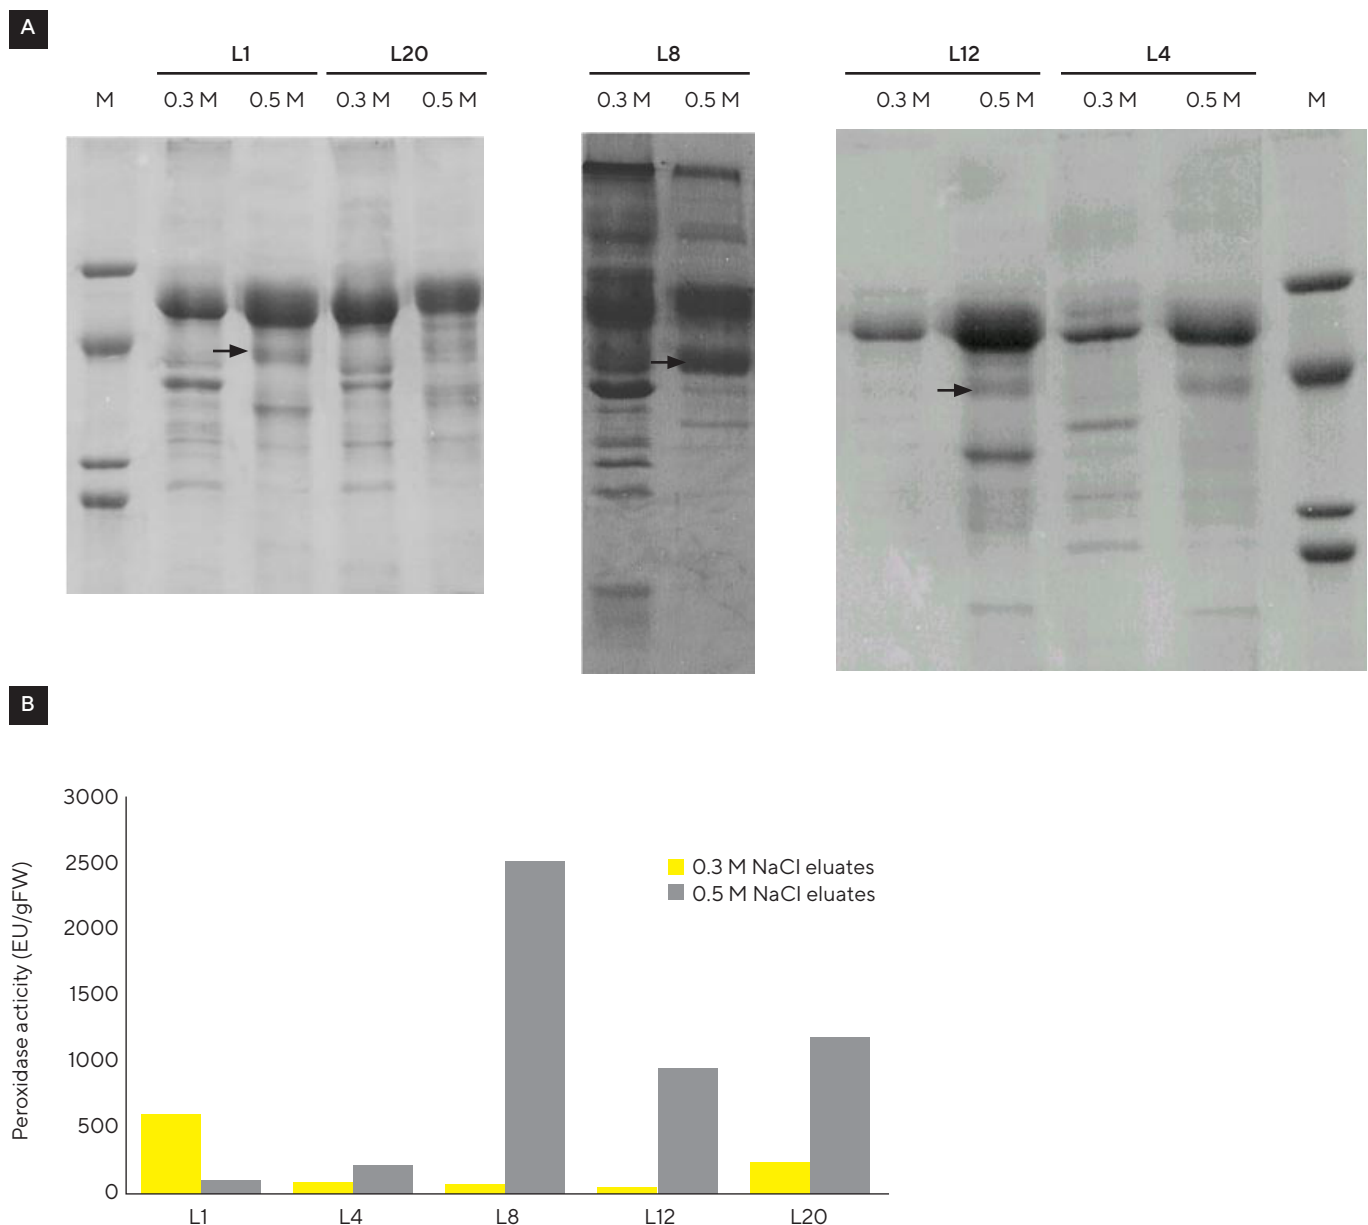 A
L1 L20 L8 L12 L4
M 0.3 M 0.5 M 0.3 M 0.5 M 0.3 M 0.5 M 0.3 M 0.5 M 0.3 M 0.5 M M
B
Peroxidase acticity (EU/gFW)
3000
2500
2000
1500
1000
500
0
0.3 M NaCl eluates
0.5 M NaCl eluates
L1 L4 L8 L12 L20